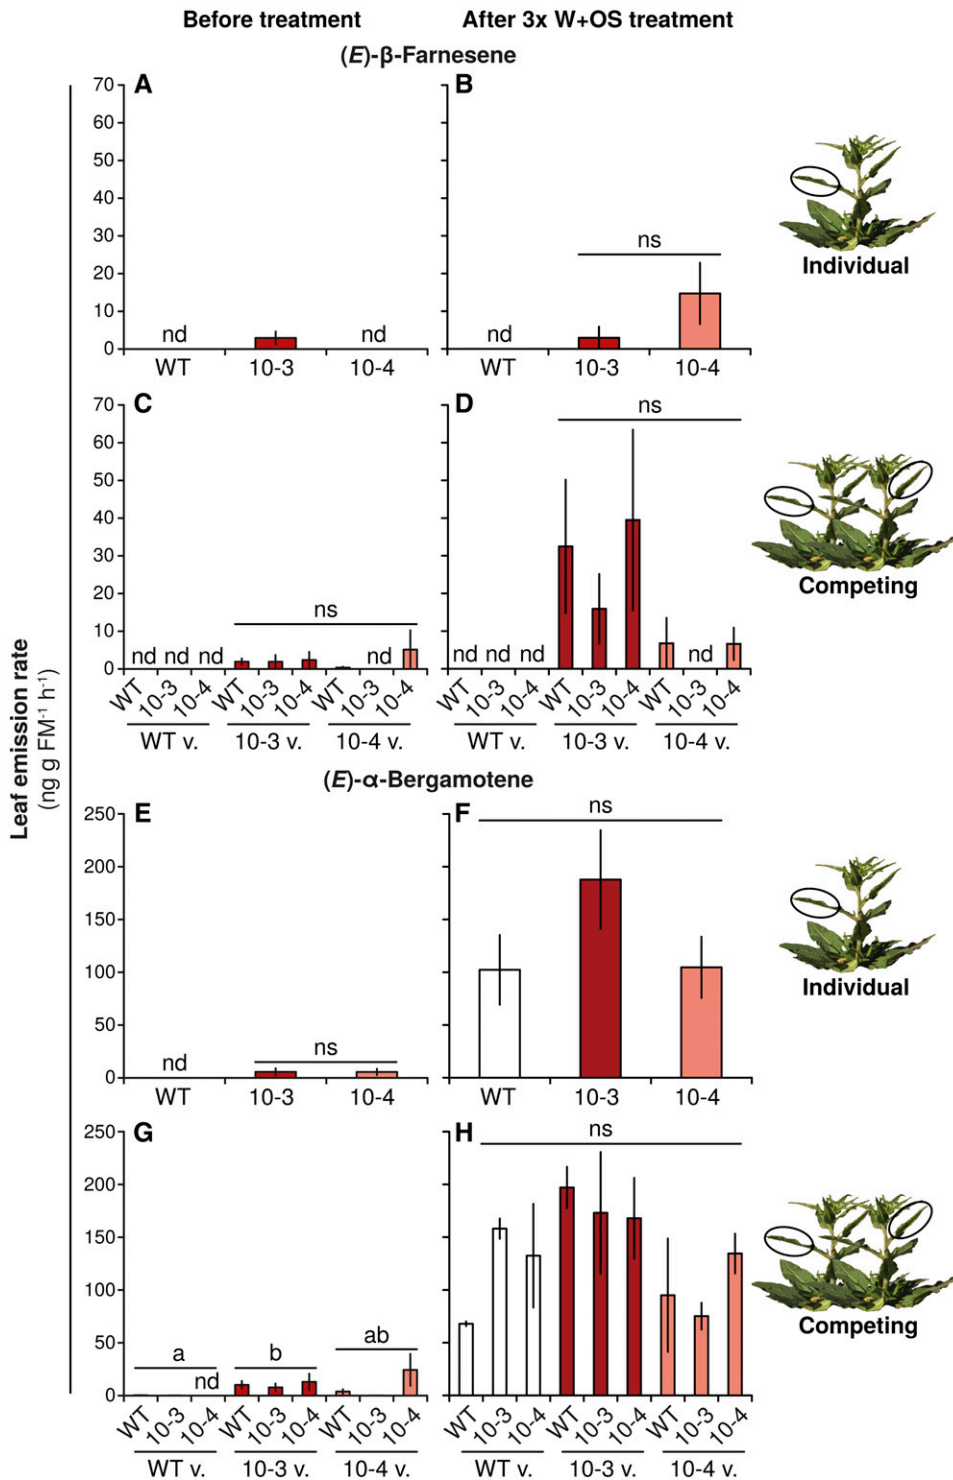 Before treatment
After 3x W+OS treatment
(E)-β-Farnesene
A
B
70
60
50
40
30
20
10
0
nd
nd
nd
ns
WT
10-3
10-4
WT
10-3
10-4
Individual
C
D
70
60
50
40
30
20
10
0
nd nd nd
ns
nd
nd nd nd
ns
nd
WT 10-3 10-4 WT 10-3 10-4 WT 10-3 10-4
WT v. 10-3 v. 10-4 v.
WT 10-3 10-4 WT 10-3 10-4 WT 10-3 10-4
WT v. 10-3 v. 10-4 v.
Competing
Leaf emission rate
(ng g FM⁻¹ h⁻¹)
(E)-α-Bergamotene
E
F
250
200
150
100
50
0
nd
ns
ns
WT
10-3
10-4
WT
10-3
10-4
Individual
G
H
250
200
150
100
50
0
a
nd
b
ab
ns
WT 10-3 10-4 WT 10-3 10-4 WT 10-3 10-4
WT v. 10-3 v. 10-4 v.
WT 10-3 10-4 WT 10-3 10-4 WT 10-3 10-4
WT v. 10-3 v. 10-4 v.
Competing